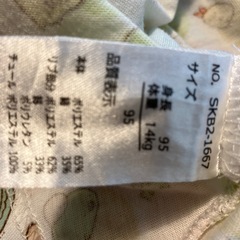 NO. SKB2-1667
サイズ
身長 95
体重 14kg
品質表示 95
本体 ポリエステル 65%
綿 35%
リブ部分 ポリエステル 62%
綿 33%
ポリウレタン 5%
チュール ポリエステル 100%